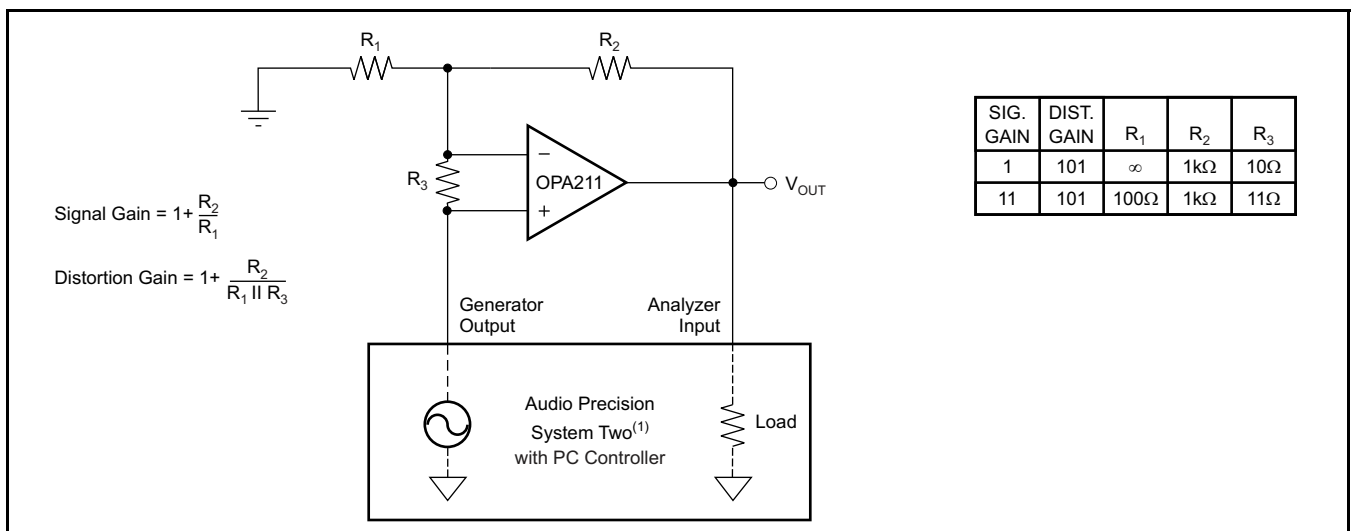 R1
R2
R3
−
OPA211
+
VOUT
Signal Gain = 1+ R2
R1
Distortion Gain = 1+ R2
R1 II R3
Generator
Output
Analyzer
Input
Audio Precision
System Two(1)
with PC Controller
Load
SIG. GAIN DIST. GAIN R1 R2 R3
1 101 ∞ 1kΩ 10Ω
11 101 100Ω 1kΩ 11Ω